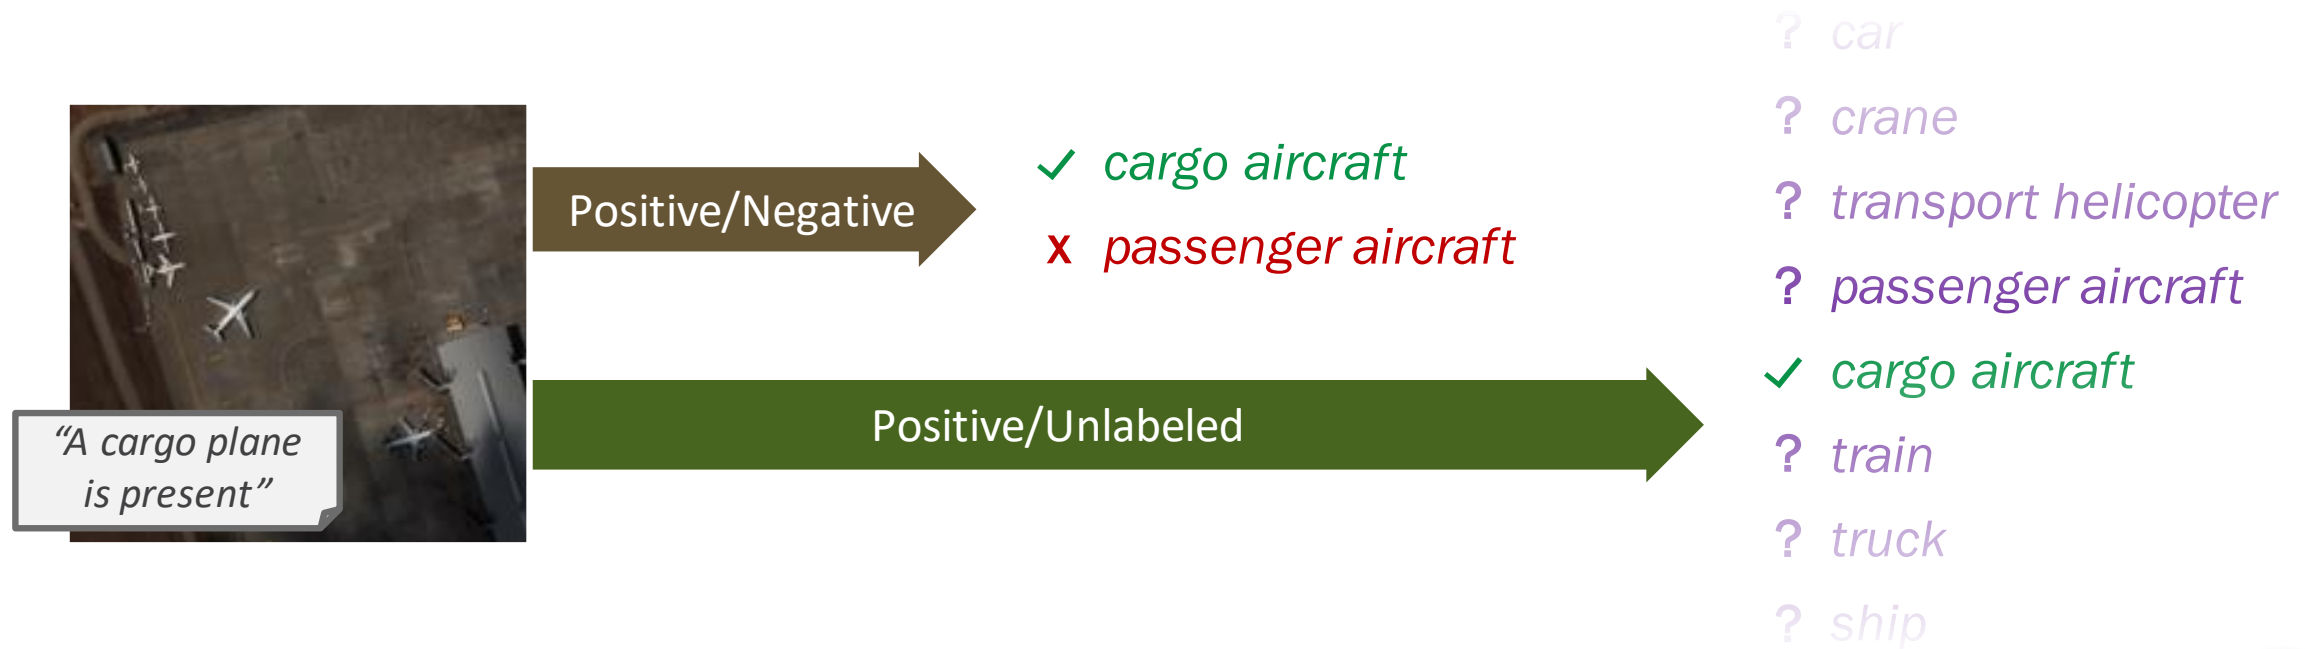 “A cargo plane
is present”
Positive/Negative
✓ cargo aircraft
x passenger aircraft
Positive/Unlabeled
? car
? crane
? transport helicopter
? passenger aircraft
✓ cargo aircraft
? train
? truck
? ship